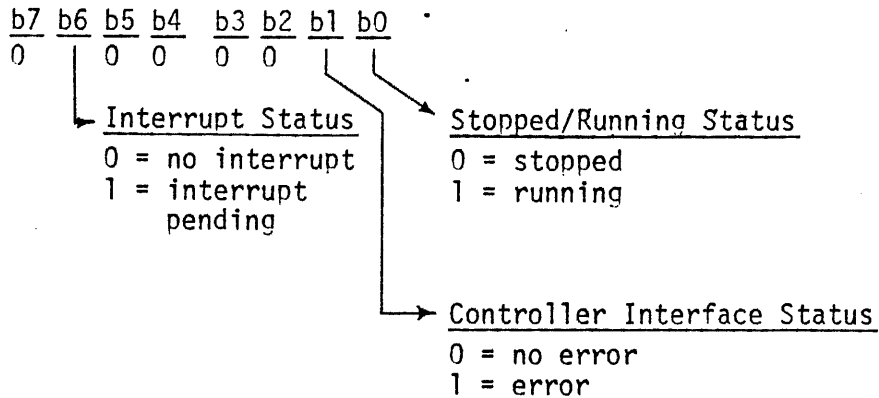 b7 b6 b5 b4 b3 b2 b1 b0
0 0 0 0 0
Interrupt Status
0 = no interrupt
1 = interrupt
pending
Stopped/Running Status
0 = stopped
1 = running
Controller Interface Status
0 = no error
1 = error